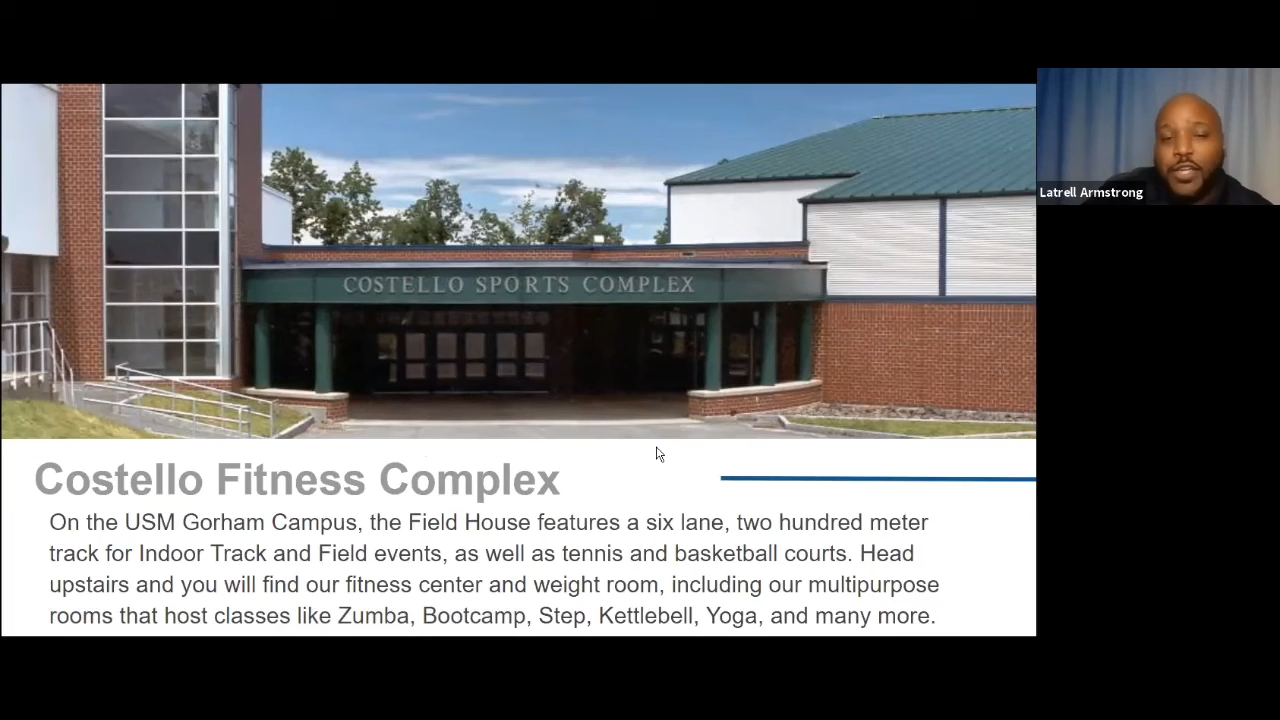 COSTELLO SPORTS COMPLEX
Latrell Armstrong
Costello Fitness Complex
On the USM Gorham Campus, the Field House features a six lane, two hundred meter
track for Indoor Track and Field events, as well as tennis and basketball courts. Head
upstairs and you will find our fitness center and weight room, including our multipurpose
rooms that host classes like Zumba, Bootcamp, Step, Kettlebell, Yoga, and many more.